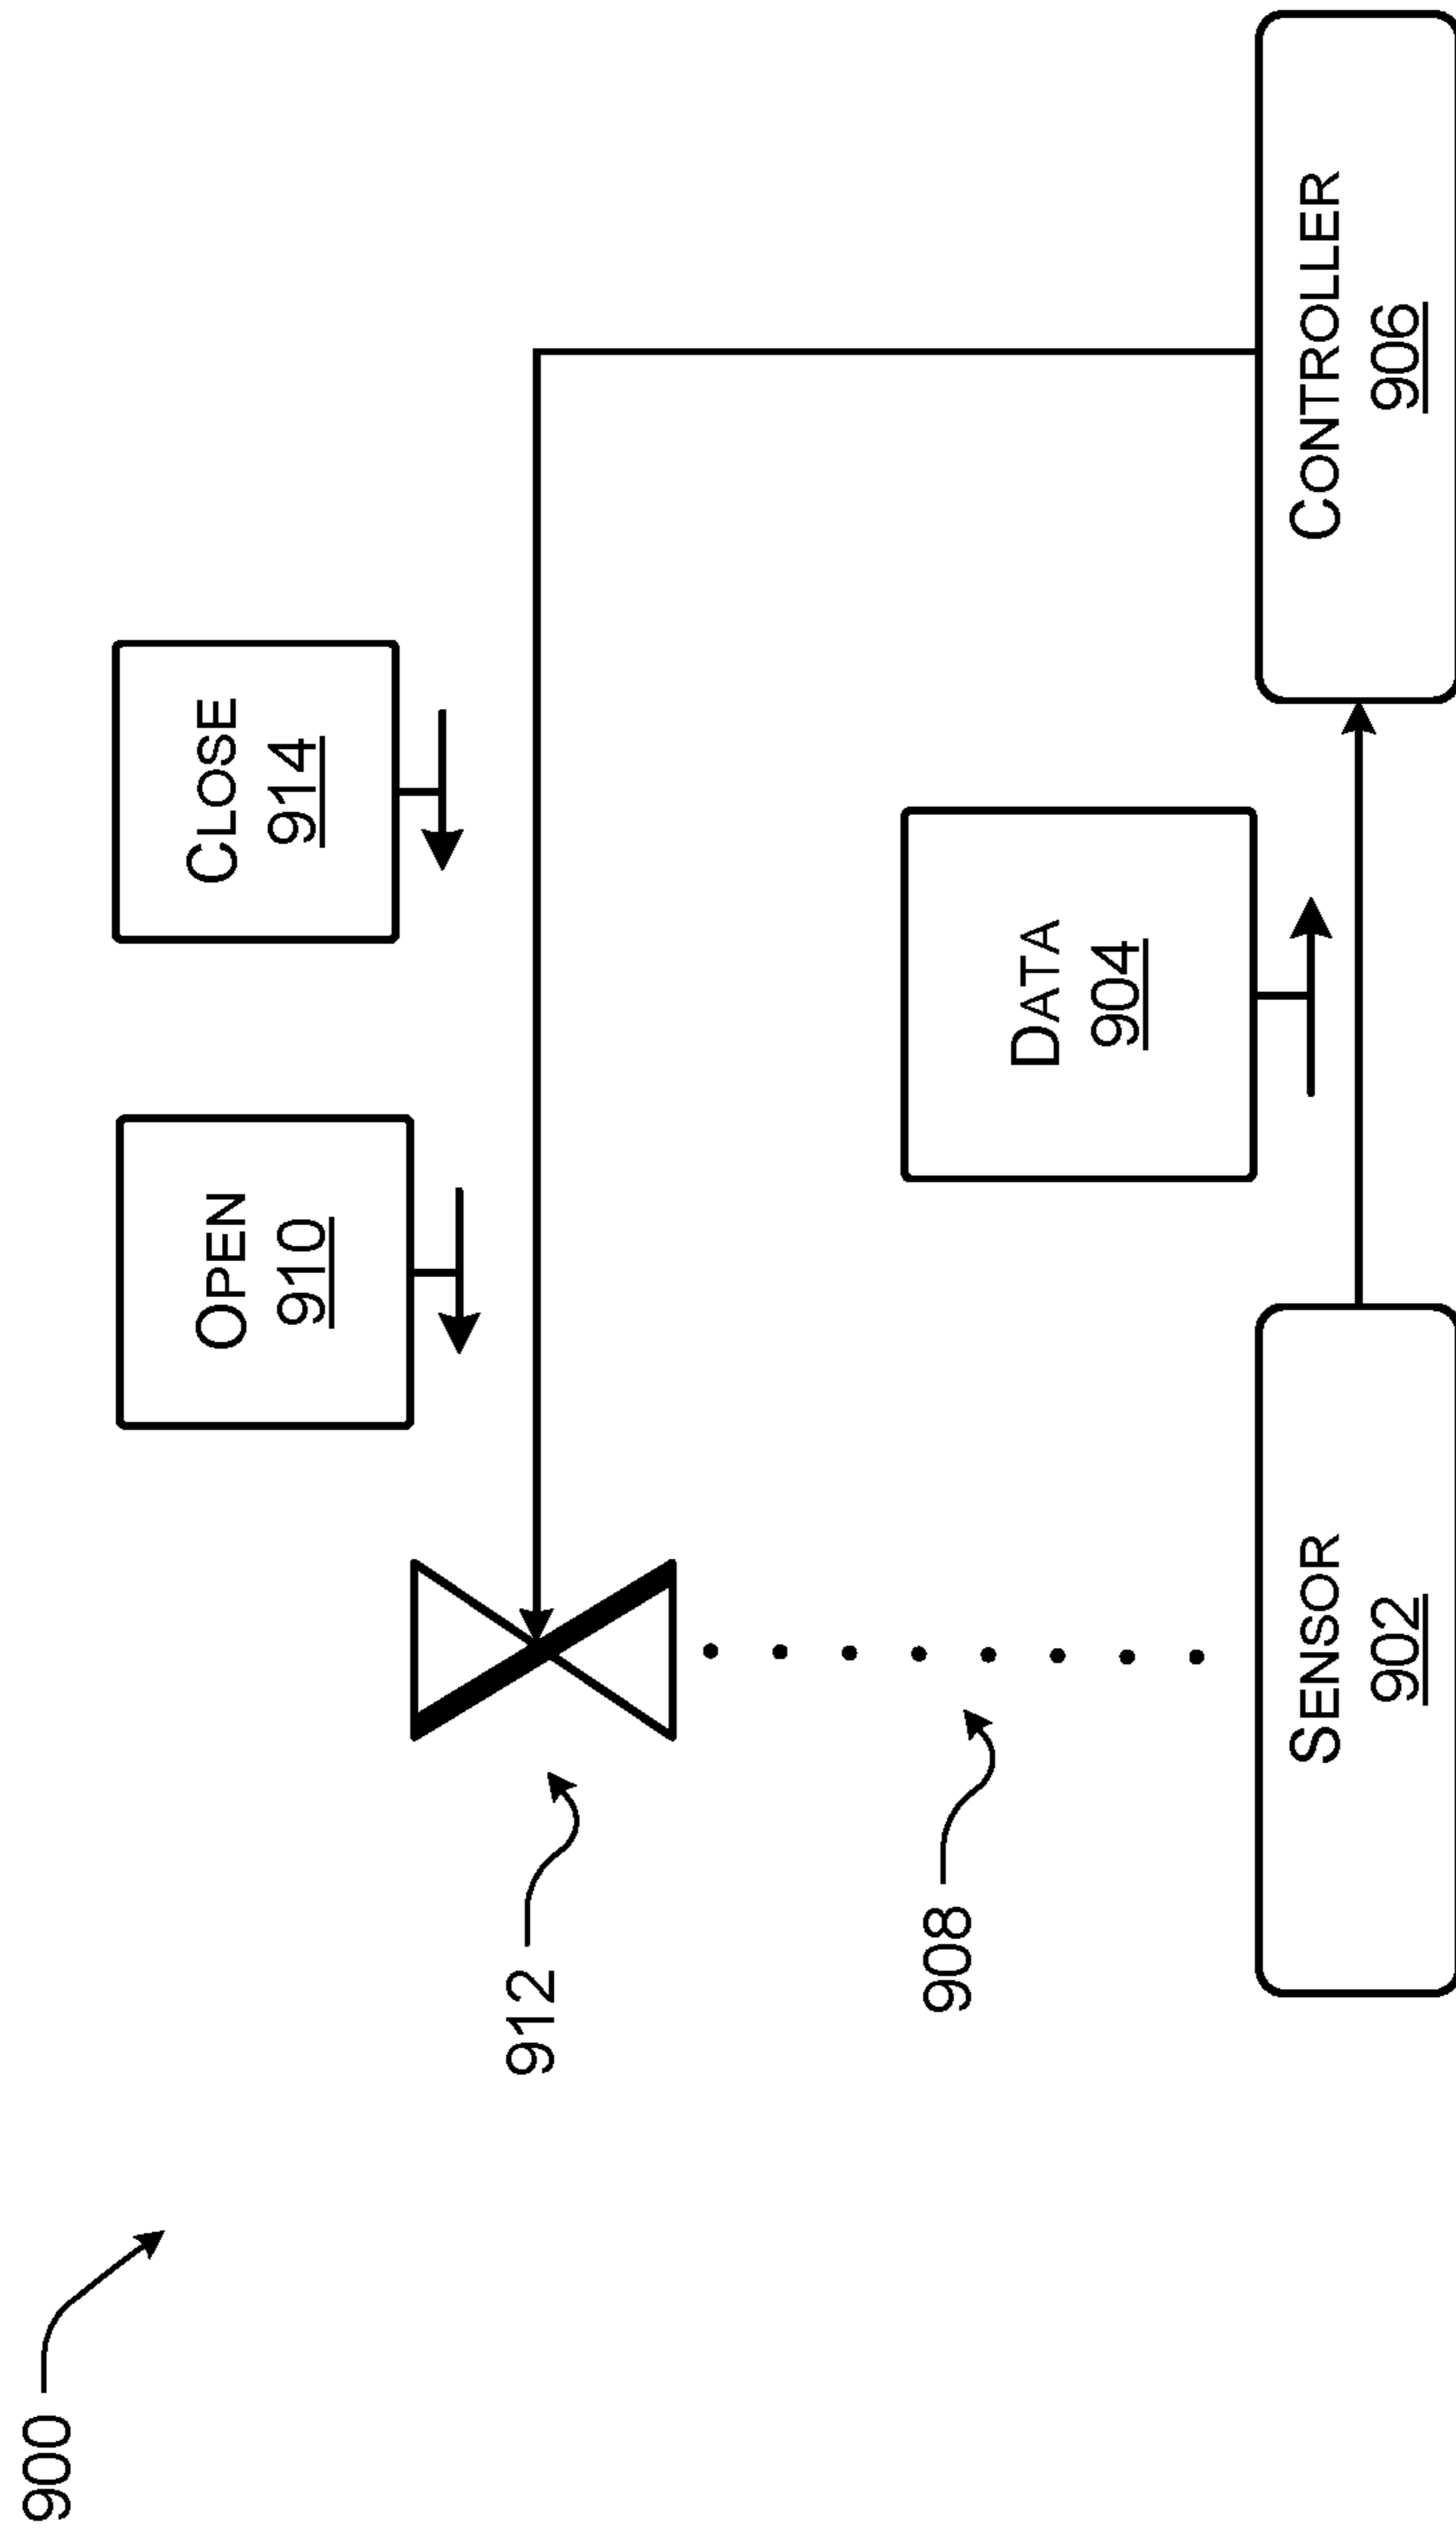 900
OPEN
910
CLOSE
914
912
908
DATA
904
SENSOR
902
CONTROLLER
906